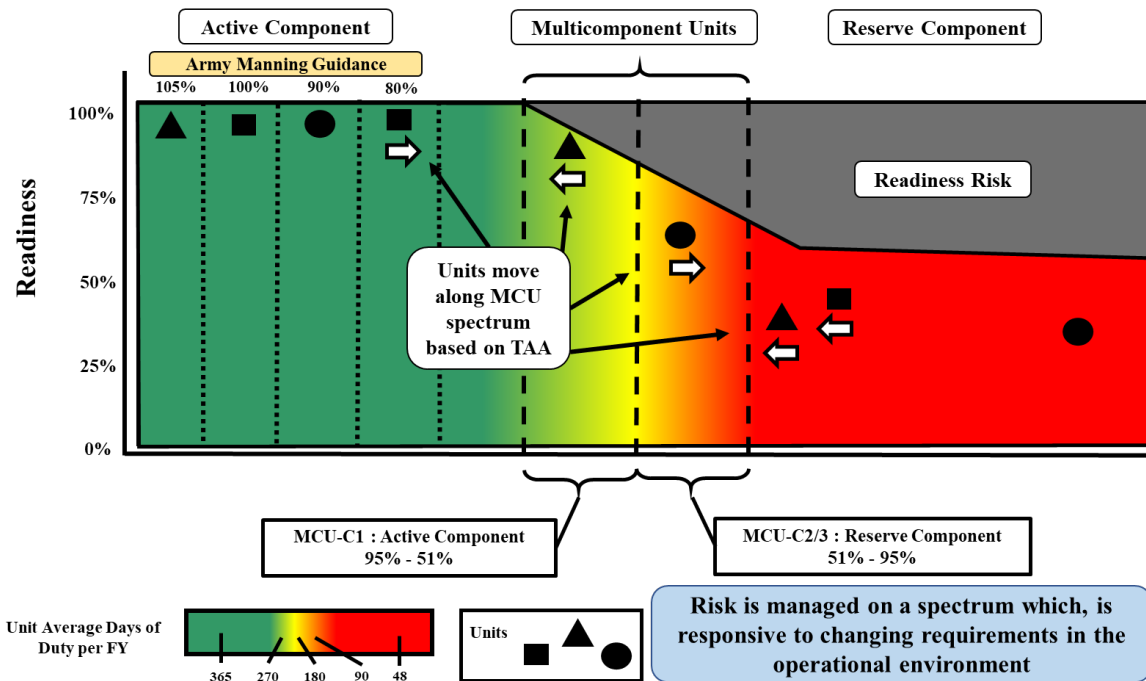 Active Component
Multicomponent Units
Reserve Component
Army Manning Guidance
105%
100%
90%
80%
Readiness
100%
75%
50%
25%
0%
Readiness Risk
Units move
along MCU
spectrum
based on TAA
MCU-C1 : Active Component
95% - 51%
MCU-C2/3 : Reserve Component
51% - 95%
Unit Average Days of
Duty per FY
365
270
180
90
48
Units
Risk is managed on a spectrum which, is
responsive to changing requirements in the
operational environment